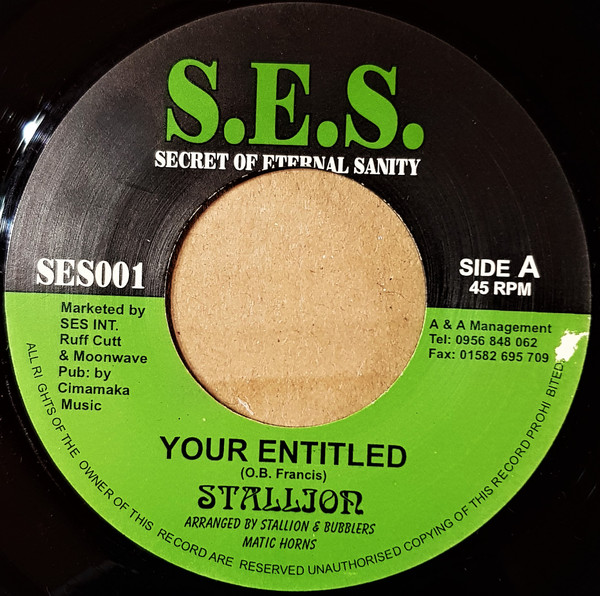 S.E.S.
SECRET OF ETERNAL SANITY
SES001
SIDE A
45 RPM
Marketed by
SES INT.
Ruff Cutt
& Moonwave
Pub: by
Cimamaka
Music
A & A Management
Tel: 0956 848 062
Fax: 01582 695 709
YOUR ENTITLED
(O.B. Francis)
STALLION
ARRANGED BY STALLION & BUBBLERS
MATIC HORNS
ALL RIGHTS OF THE OWNER OF THIS RECORD ARE RESERVED UNAUTHORISED COPYING OF THIS RECORD PROHIBITED